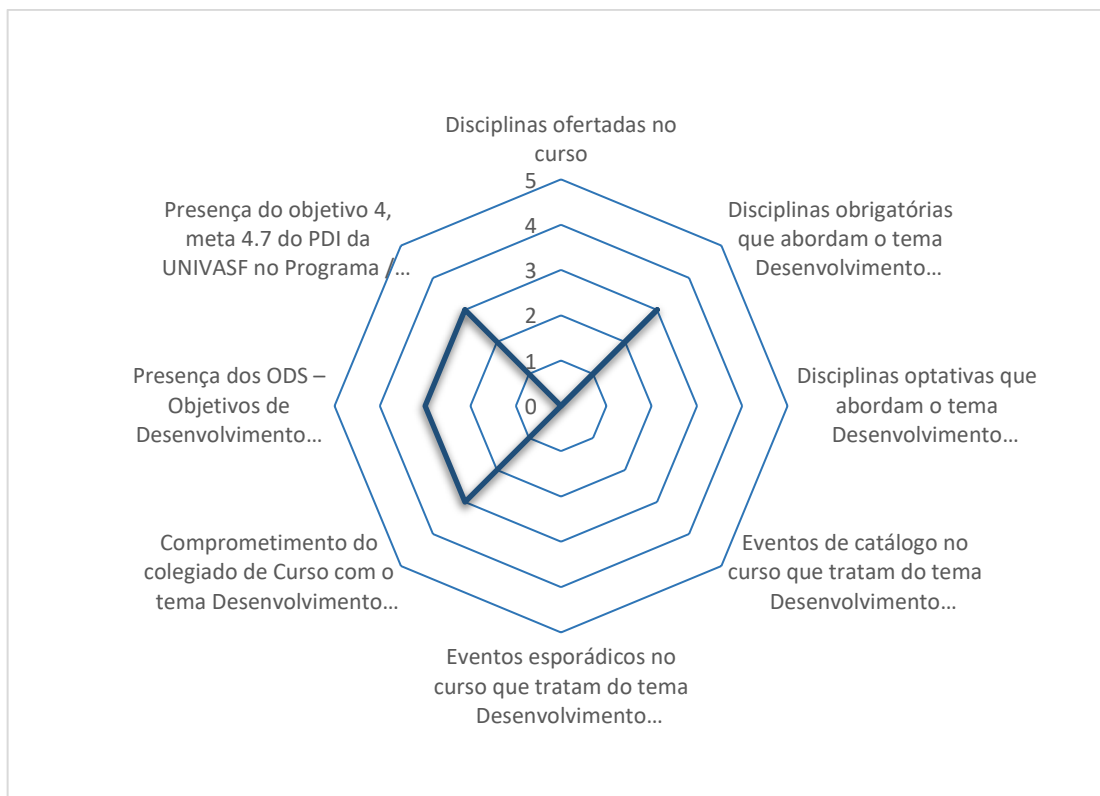 Disciplinas ofertadas no
curso
5
4
3
2
1
0
Disciplinas obrigatórias
que abordam o tema
Desenvolvimento...
Disciplinas optativas que
abordam o tema
Desenvolvimento...
Eventos de catálogo no
curso que tratam do tema
Desenvolvimento...
Eventos esporádicos no
curso que tratam do tema
Desenvolvimento...
Comprometimento do
colegiado de Curso com o
tema Desenvolvimento...
Presença dos ODS –
Objetivos de
Desenvolvimento...
Presença do objetivo 4,
meta 4.7 do PDI da
UNIVASF no Programa /...